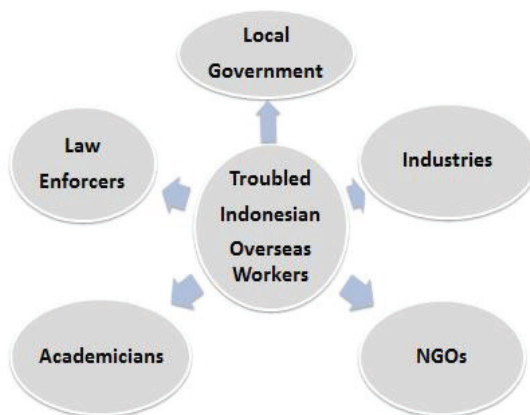 Local
Government
Law
Enforcers
Industries
Troubled
Indonesian
Overseas
Workers
Academicians
NGOs